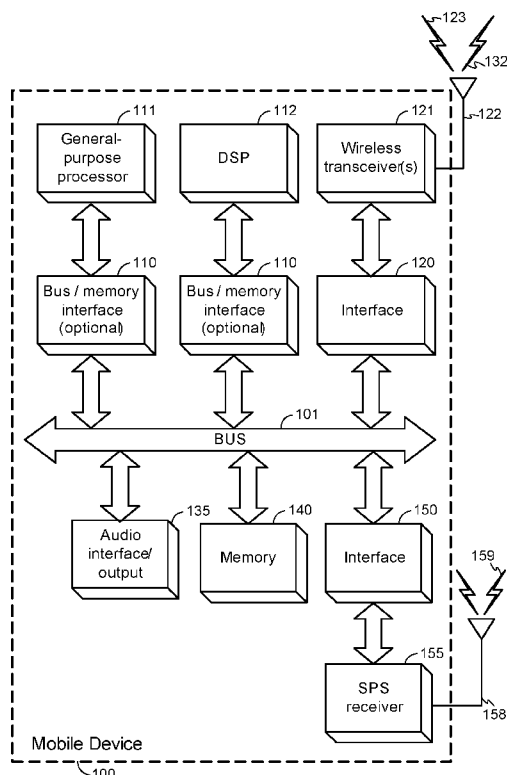 123
132
122
111
112
121
General-
purpose
processor
DSP
Wireless
transceiver(s)
110
110
120
Bus / memory
interface
(optional)
Bus / memory
interface
(optional)
Interface
101
BUS
135
140
150
Audio
interface/
output
Memory
Interface
159
155
SPS
receiver
158
Mobile Device
100